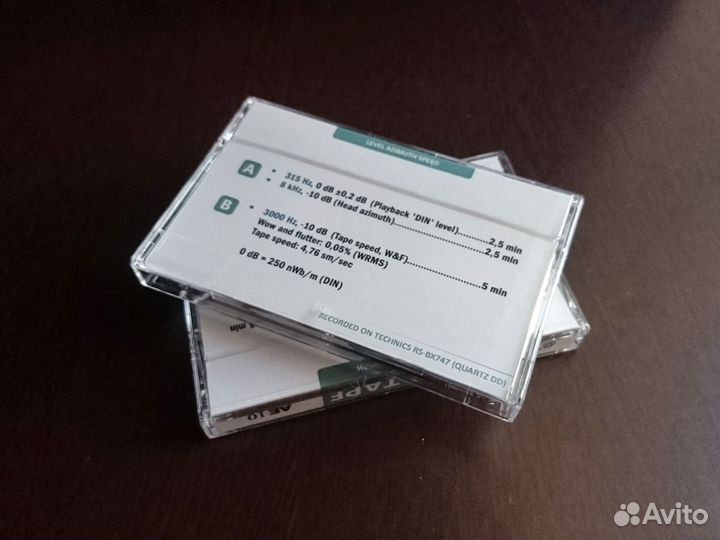 LEVEL AZIMUTH SPEED
A
• 315 Hz, 0 dB ±0,2 dB (Playback 'DIN' level)..........2,5 min
• 8 kHz, -10 dB (Head azimuth)..............................2,5 min
B
• 3000 Hz, -10 dB (Tape speed, W&F)........................5 min
Wow and flutter: 0,05% (WRMS)
Tape speed: 4,76 sm/sec
0 dB = 250 nWb/m (DIN)
RECORDED ON TECHNICS RS-BX747 (QUARTZ DD)
min
TAPE
Avito